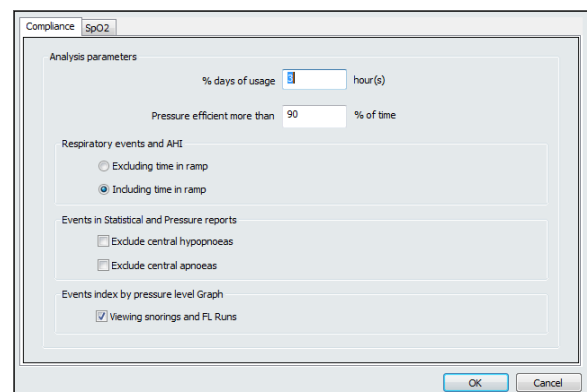 Compliance SpO2
Analysis parameters
% days of usage 3 hour(s)
Pressure efficient more than 90 % of time
Respiratory events and AHI
Excluding time in ramp
Including time in ramp
Events in Statistical and Pressure reports
Exclude central hypopnoeas
Exclude central apnoeas
Events index by pressure level Graph
Viewing snorings and FL Runs
OK Cancel